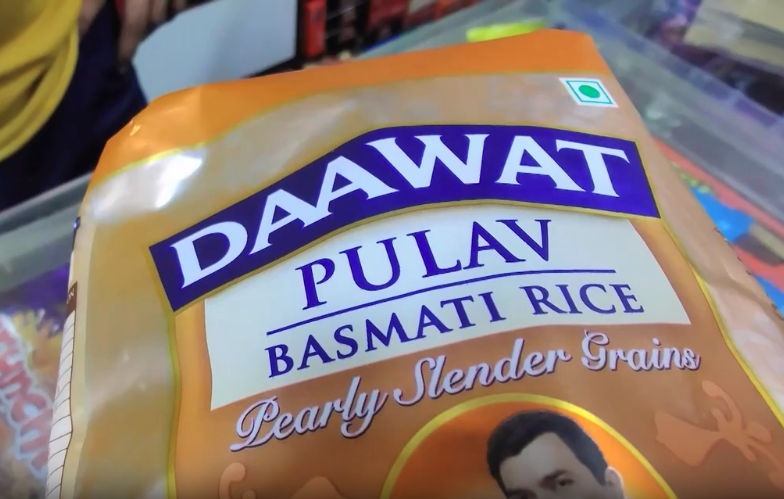 DAAWAT
PULAV
BASMATI RICE
Pearly Slender Grains